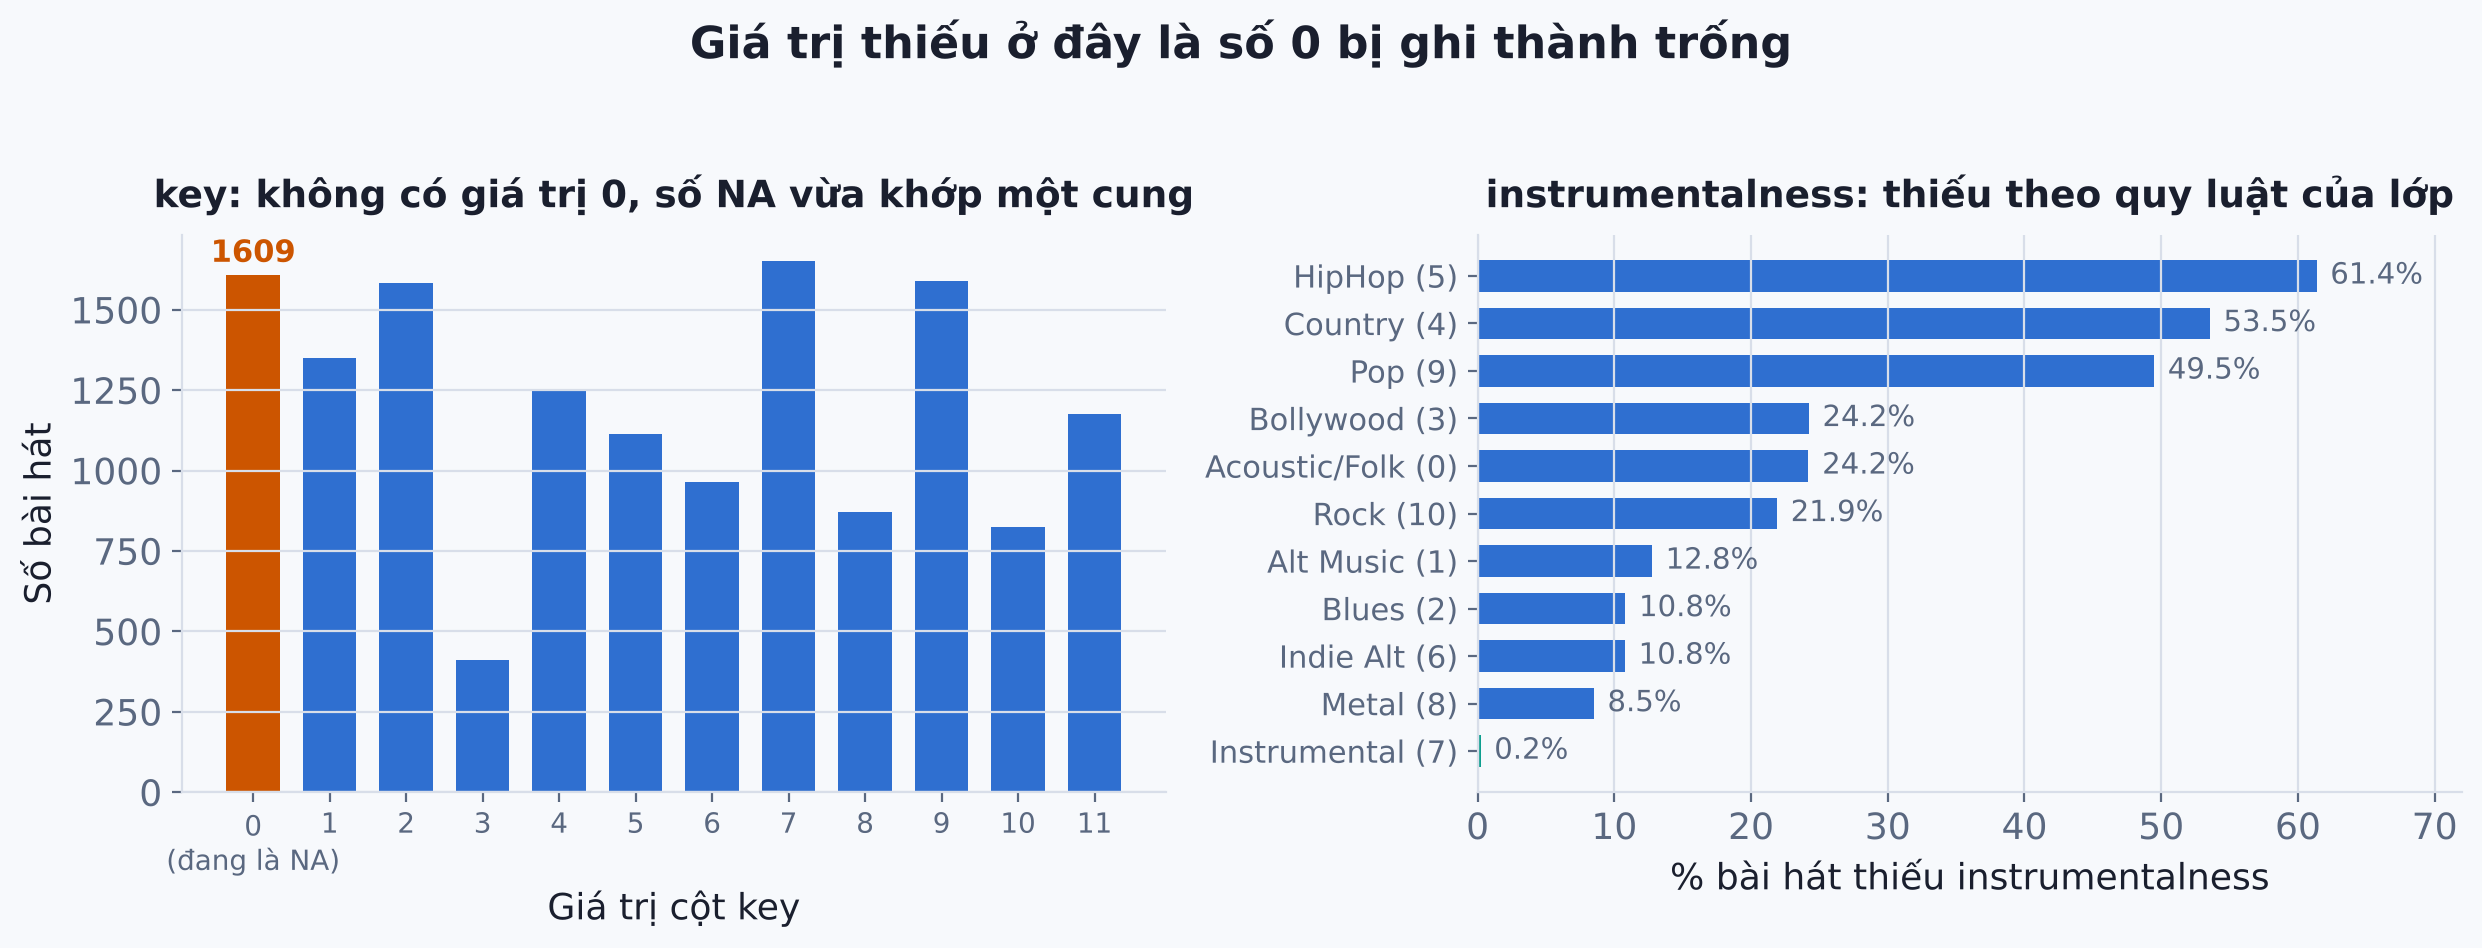 Giá trị thiếu ở đây là số 0 bị ghi thành trống
key: không có giá trị 0, số NA vừa khớp một cung
1609
1500
1250
1000
750
500
250
0
Số bài hát
0 1 2 3 4 5 6 7 8 9 10 11
(đang là NA)
Giá trị cột key
instrumentalness: thiếu theo quy luật của lớp
HipHop (5) 61.4%
Country (4) 53.5%
Pop (9) 49.5%
Bollywood (3) 24.2%
Acoustic/Folk (0) 24.2%
Rock (10) 21.9%
Alt Music (1) 12.8%
Blues (2) 10.8%
Indie Alt (6) 10.8%
Metal (8) 8.5%
Instrumental (7) 0.2%
0 10 20 30 40 50 60 70
% bài hát thiếu instrumentalness